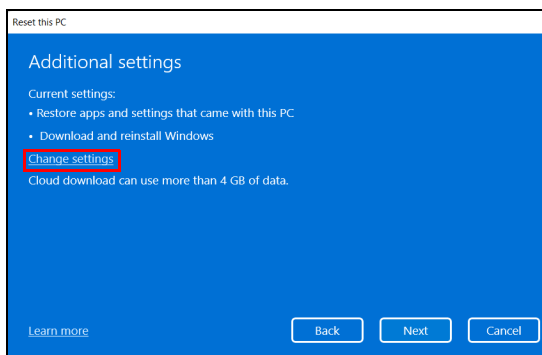 Reset this PC
Additional settings
Current settings:
• Restore apps and settings that came with this PC
• Download and reinstall Windows
Change settings
Cloud download can use more than 4 GB of data.
Learn more
Back
Next
Cancel